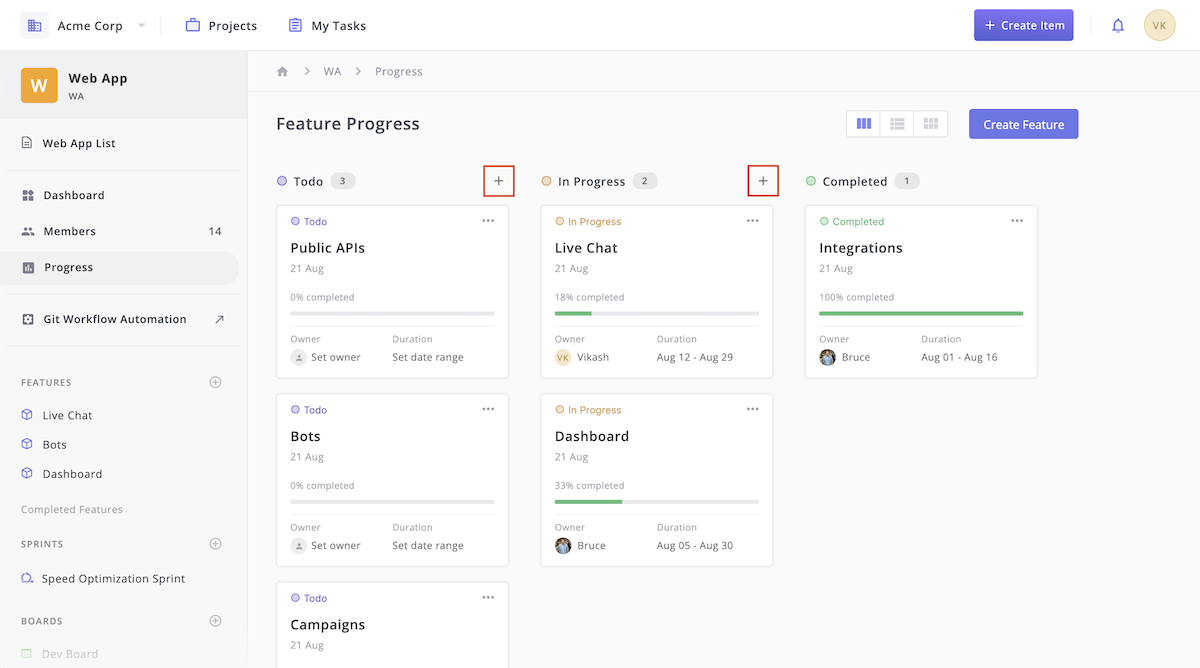 Acme Corp Projects My Tasks + Create Item VK
W Web App
WA
Web App List
Dashboard
Members 14
Progress
Git Workflow Automation
FEATURES
Live Chat
Bots
Dashboard
Completed Features
SPRINTS
Speed Optimization Sprint
BOARDS
Dev Board
WA Progress
Feature Progress Create Feature
Todo 3 +
Todo
Public APIs
21 Aug
0% completed
Owner Duration
Set owner Set date range
Todo
Bots
21 Aug
0% completed
Owner Duration
Set owner Set date range
Todo
Campaigns
21 Aug
In Progress 2 +
In Progress
Live Chat
21 Aug
18% completed
Owner Duration
VK Vikash Aug 12 - Aug 29
In Progress
Dashboard
21 Aug
33% completed
Owner Duration
Bruce Aug 05 - Aug 30
Completed 1
Completed
Integrations
21 Aug
100% completed
Owner Duration
Bruce Aug 01 - Aug 16